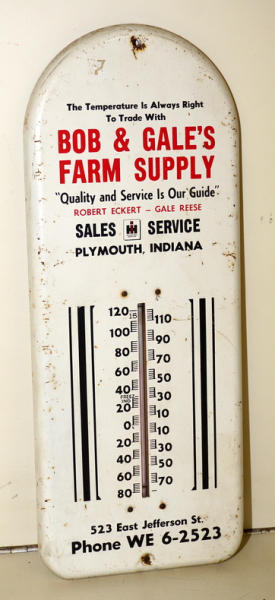 The Temperature Is Always Right
To Trade With
BOB & GALE'S
FARM SUPPLY
"Quality and Service Is Our Guide"
ROBERT ECKERT – GALE REESE
SALES IH SERVICE
PLYMOUTH, INDIANA
120
110
100
90
80
70
60
50
40
30
20
10
0
10
20
30
40
50
60
70
80
523 East Jefferson St.
Phone WE 6-2523